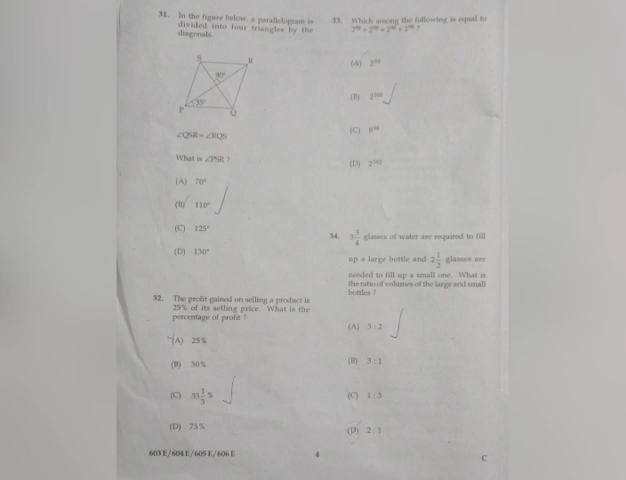 31. In the figure below, a parallelogram is
divided into four triangles by the
diagonals.
S R
90°
35°
P Q
∠QSR = ∠RQS
What is ∠PSR ?
(A) 70°
(B) 110°
(C) 125°
(D) 130°
32. The profit gained on selling a product is
25% of its selling price. What is the
percentage of profit ?
(A) 25%
(B) 30%
(C) 33 1/3 %
(D) 75%
603 E/604 E/605 E/606 E
33. Which among the following is equal to
(A)
(B)
(C)
(D)
34. 3 3/4 glasses of water are required to fill
up a large bottle and 2 1/2 glasses are
needed to fill up a small one. What is
the ratio of volumes of the large and small
bottles ?
(A) 3 : 2
(B) 3 : 1
(C) 1 : 3
(D) 2 : 1
4
C